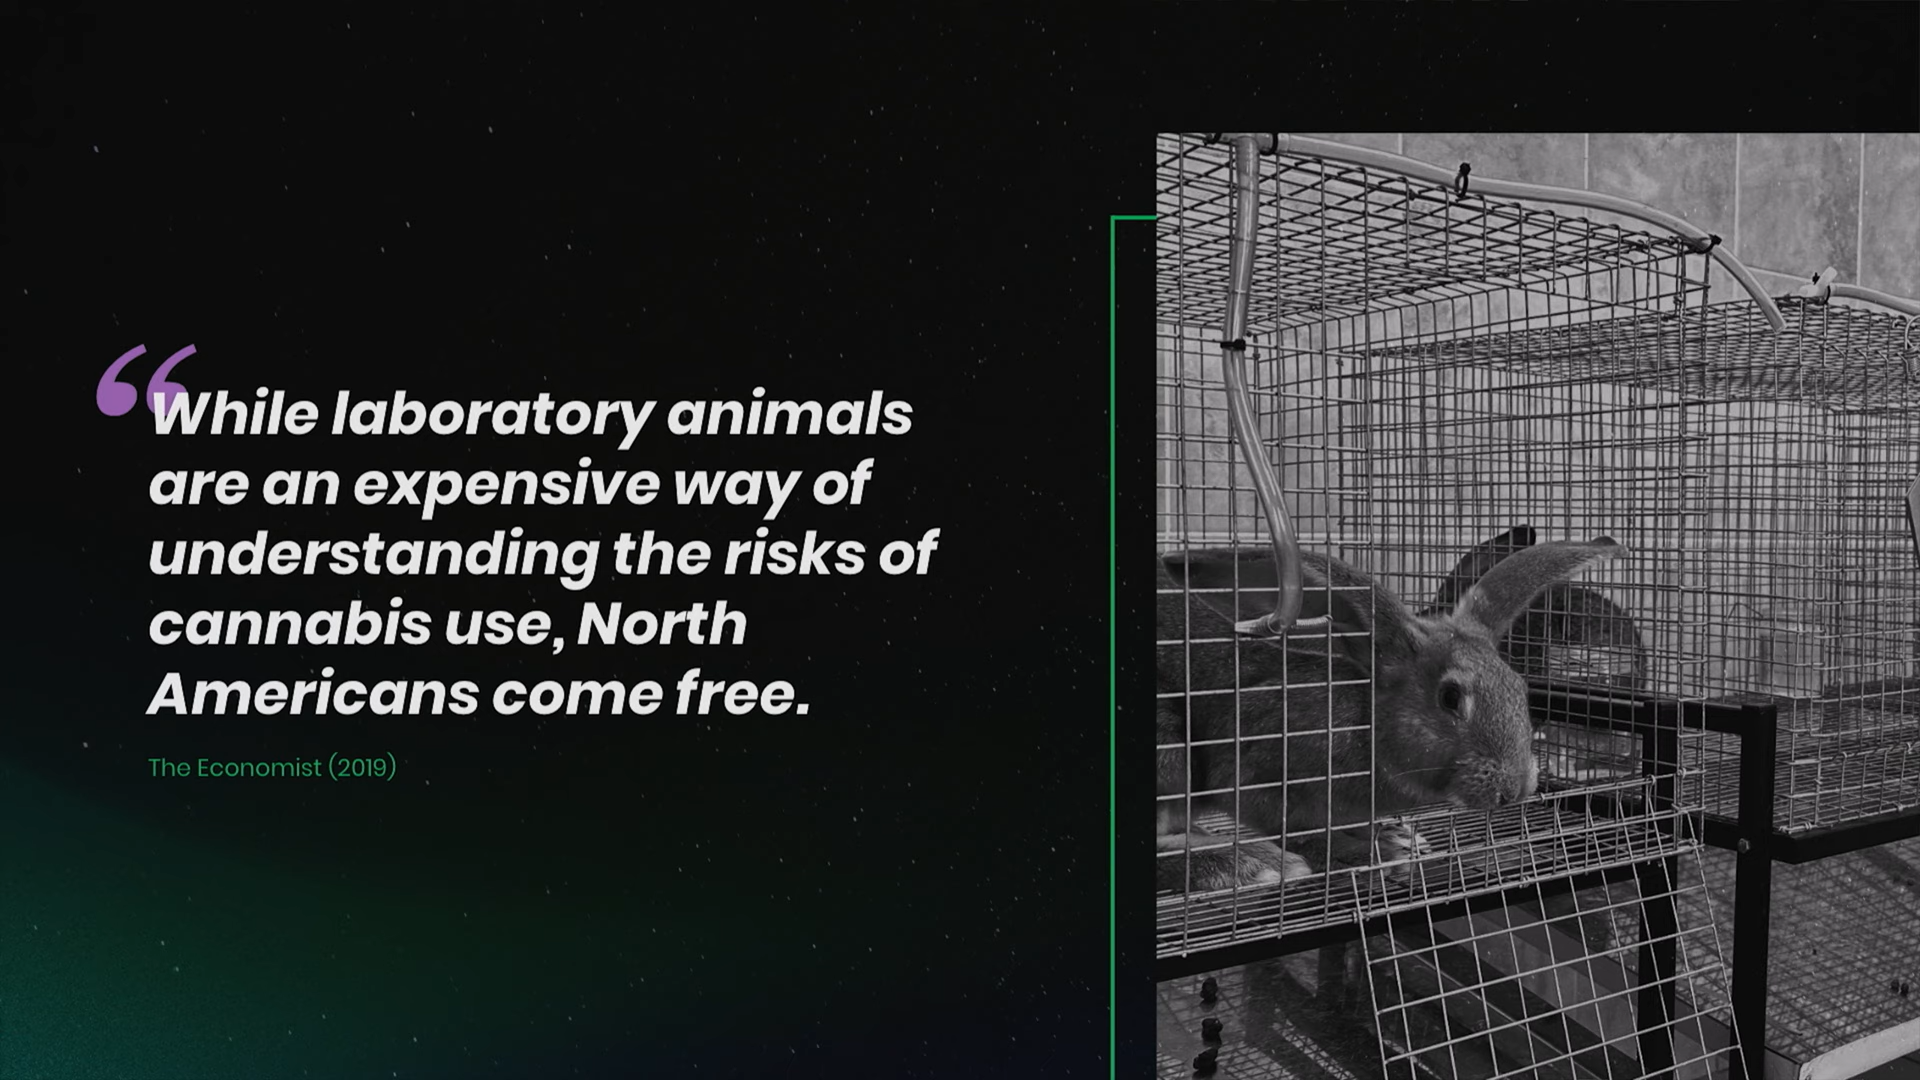 “While laboratory animals
are an expensive way of
understanding the risks of
cannabis use, North
Americans come free.
The Economist (2019)